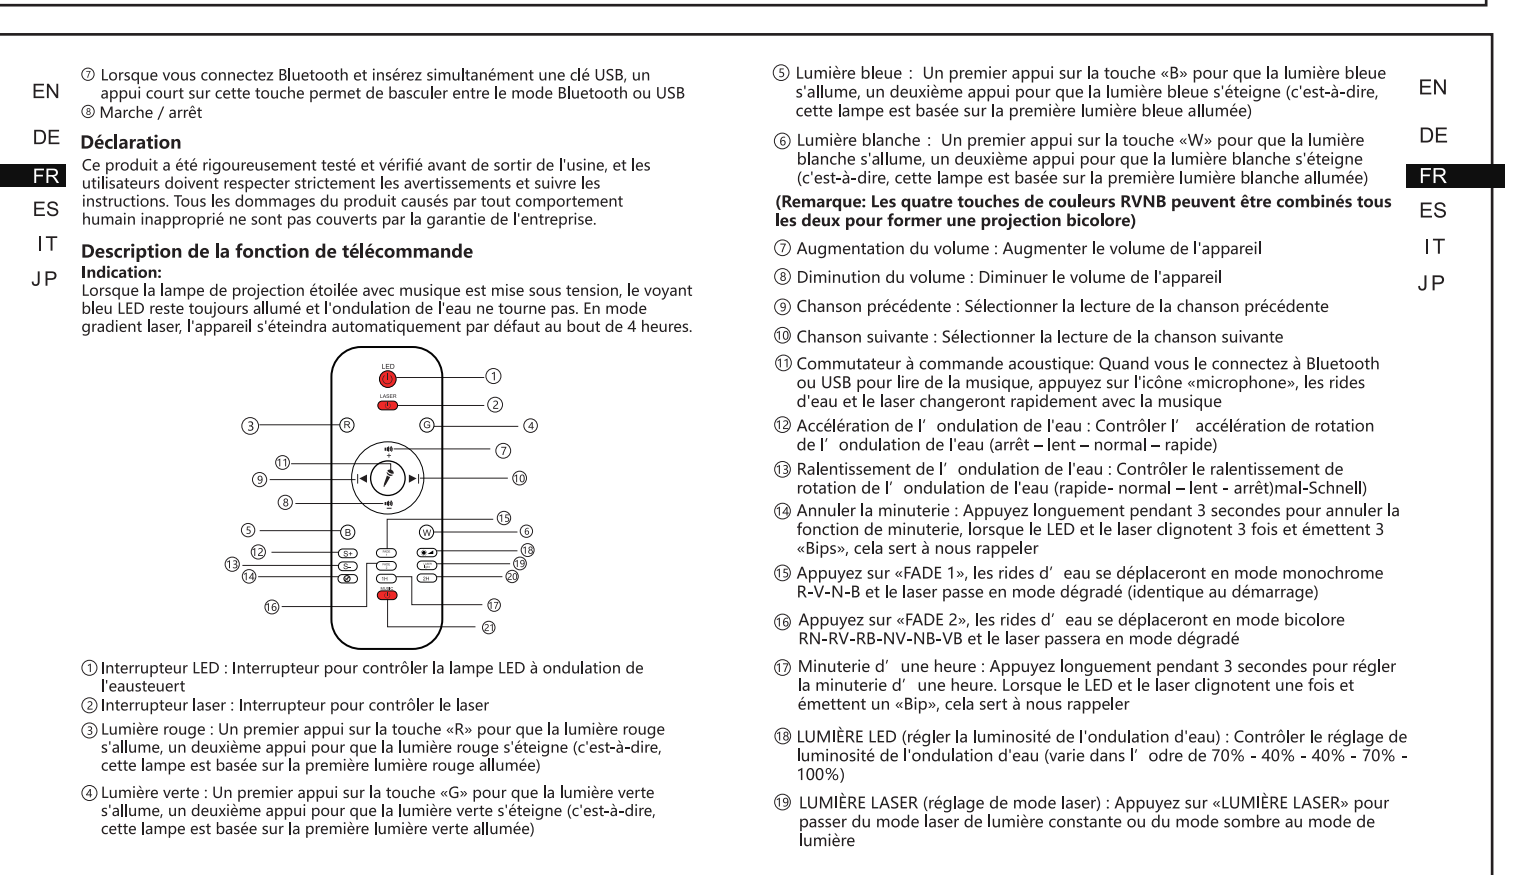 EN
DE
FR
ES
IT
JP
⑦ Lorsque vous connectez Bluetooth et insérez simultanément une clé USB, un
appui court sur cette touche permet de basculer entre le mode Bluetooth ou USB
⑧ Marche / arrêt
Déclaration
Ce produit a été rigoureusement testé et vérifié avant de sortir de l'usine, et les
utilisateurs doivent respecter strictement les avertissements et suivre les
instructions. Tous les dommages du produit causés par tout comportement
humain inapproprié ne sont pas couverts par la garantie de l'entreprise.
Description de la fonction de télécommande
Indication:
Lorsque la lampe de projection étoilée avec musique est mise sous tension, le voyant
bleu LED reste toujours allumé et l'ondulation de l'eau ne tourne pas. En mode
gradient laser, l'appareil s'éteindra automatiquement par défaut au bout de 4 heures.
LED
①
LASER
②
③
R
G
④
+
⑦
⑪
⑨
⑩
⑧
⑮
⑤
B
W
⑥
⑫
S+
⑱
⑬
S-
⑲
⑭
1H
2H
⑳
⑯
⑰
㉑
① Interrupteur LED : Interrupteur pour contrôler la lampe LED à ondulation de
l'eausteuert
② Interrupteur laser : Interrupteur pour contrôler le laser
③ Lumière rouge : Un premier appui sur la touche «R» pour que la lumière rouge
s'allume, un deuxième appui pour que la lumière rouge s'éteigne (c'est-à-dire,
cette lampe est basée sur la première lumière rouge allumée)
④ Lumière verte : Un premier appui sur la touche «G» pour que la lumière verte
s'allume, un deuxième appui pour que la lumière verte s'éteigne (c'est-à-dire,
cette lampe est basée sur la première lumière verte allumée)
⑤ Lumière bleue : Un premier appui sur la touche «B» pour que la lumière bleue
s'allume, un deuxième appui pour que la lumière bleue s'éteigne (c'est-à-dire,
cette lampe est basée sur la première lumière bleue allumée)
⑥ Lumière blanche : Un premier appui sur la touche «W» pour que la lumière
blanche s'allume, un deuxième appui pour que la lumière blanche s'éteigne
(c'est-à-dire, cette lampe est basée sur la première lumière blanche allumée)
(Remarque: Les quatre touches de couleurs RVNB peuvent être combinés tous
les deux pour former une projection bicolore)
⑦ Augmentation du volume : Augmenter le volume de l'appareil
⑧ Diminution du volume : Diminuer le volume de l'appareil
⑨ Chanson précédente : Sélectionner la lecture de la chanson précédente
⑩ Chanson suivante : Sélectionner la lecture de la chanson suivante
⑪ Commutateur à commande acoustique: Quand vous le connectez à Bluetooth
ou USB pour lire de la musique, appuyez sur l'icône «microphone», les rides
d'eau et le laser changeront rapidement avec la musique
⑫ Accélération de l' ondulation de l'eau : Contrôler l' accélération de rotation
de l' ondulation de l'eau (arrêt – lent – normal – rapide)
⑬ Ralentissement de l' ondulation de l'eau : Contrôler le ralentissement de
rotation de l' ondulation de l'eau (rapide- normal – lent - arrêt)mal-Schnell)
⑭ Annuler la minuterie : Appuyez longuement pendant 3 secondes pour annuler la
fonction de minuterie, lorsque le LED et le laser clignotent 3 fois et émettent 3
«Bips», cela sert à nous rappeler
⑮ Appuyez sur «FADE 1», les rides d' eau se déplaceront en mode monochrome
R-V-N-B et le laser passe en mode dégradé (identique au démarrage)
⑯ Appuyez sur «FADE 2», les rides d' eau se déplaceront en mode bicolore
RN-RV-RB-NV-NB-VB et le laser passera en mode dégradé
⑰ Minuterie d' une heure : Appuyez longuement pendant 3 secondes pour régler
la minuterie d' une heure. Lorsque le LED et le laser clignotent une fois et
émettent un «Bip», cela sert à nous rappeler
⑱ LUMIÈRE LED (régler la luminosité de l'ondulation d'eau) : Contrôler le réglage de
luminosité de l'ondulation d'eau (varie dans l' odre de 70% - 40% - 40% - 70% -
100%)
⑲ LUMIÈRE LASER (réglage de mode laser) : Appuyez sur «LUMIÈRE LASER» pour
passer du mode laser de lumière constante ou du mode sombre au mode de
lumière
EN
DE
FR
ES
IT
JP